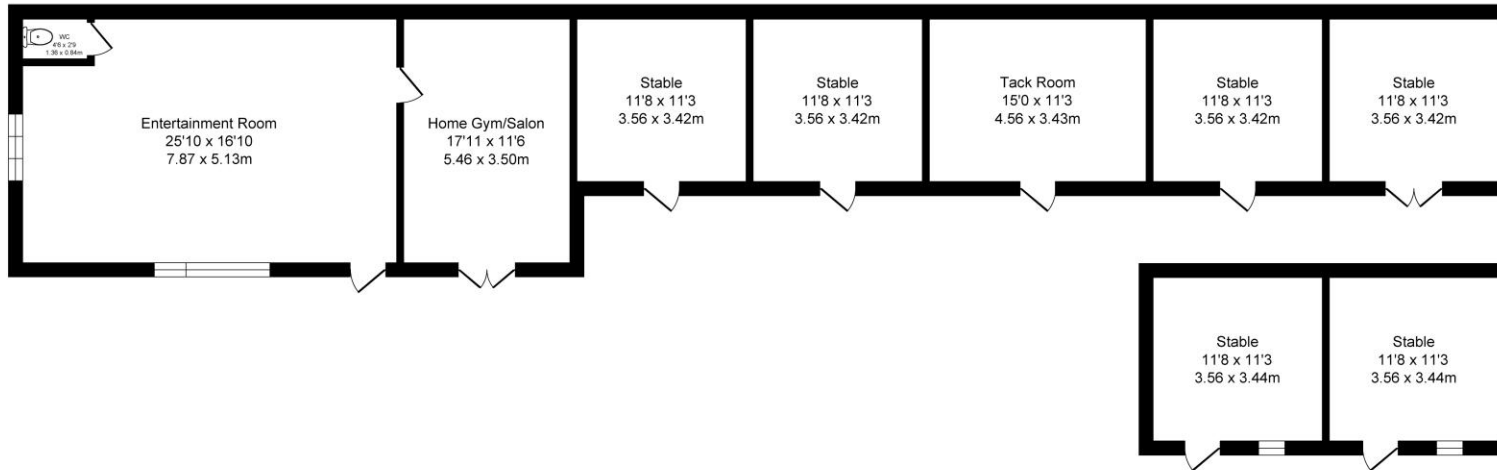 WC
4'6 x 2'9
1.36 x 0.84m
Entertainment Room
25'10 x 16'10
7.87 x 5.13m
Home Gym/Salon
17'11 x 11'6
5.46 x 3.50m
Stable
11'8 x 11'3
3.56 x 3.42m
Stable
11'8 x 11'3
3.56 x 3.42m
Tack Room
15'0 x 11'3
4.56 x 3.43m
Stable
11'8 x 11'3
3.56 x 3.42m
Stable
11'8 x 11'3
3.56 x 3.42m
Stable
11'8 x 11'3
3.56 x 3.44m
Stable
11'8 x 11'3
3.56 x 3.44m